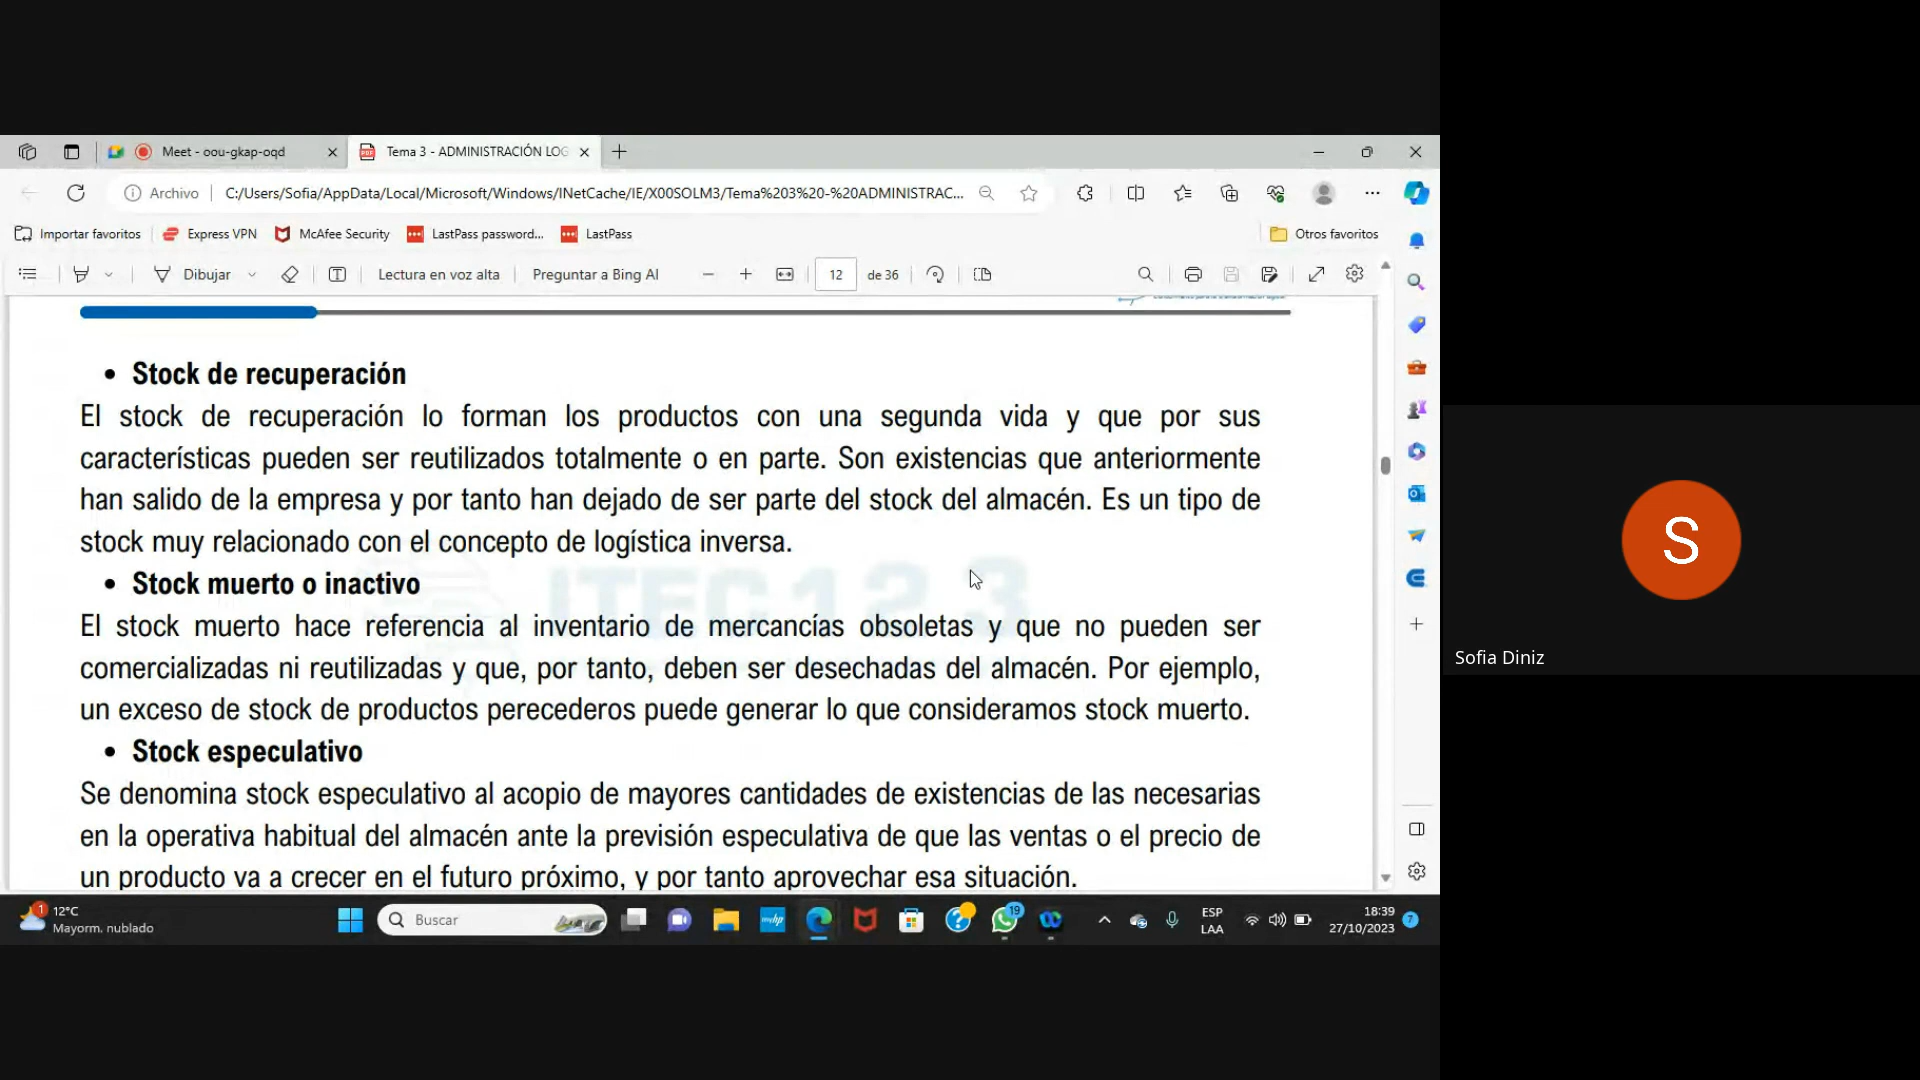 Meet - oou-gkap-oqd
Tema 3 - ADMINISTRACIÓN LOG
Archivo
C:/Users/Sofia/AppData/Local/Microsoft/Windows/INetCache/IE/X00SOLM3/Tema%203%20-%20ADMINISTRAC...
Importar favoritos
Express VPN
McAfee Security
LastPass password...
LastPass
Otros favoritos
Dibujar
Lectura en voz alta
Preguntar a Bing AI
12
de 36
• Stock de recuperación
El stock de recuperación lo forman los productos con una segunda vida y que por sus
características pueden ser reutilizados totalmente o en parte. Son existencias que anteriormente
han salido de la empresa y por tanto han dejado de ser parte del stock del almacén. Es un tipo de
stock muy relacionado con el concepto de logística inversa.
ITEC 1 2 3
• Stock muerto o inactivo
El stock muerto hace referencia al inventario de mercancías obsoletas y que no pueden ser
comercializadas ni reutilizadas y que, por tanto, deben ser desechadas del almacén. Por ejemplo,
un exceso de stock de productos perecederos puede generar lo que consideramos stock muerto.
• Stock especulativo
Se denomina stock especulativo al acopio de mayores cantidades de existencias de las necesarias
en la operativa habitual del almacén ante la previsión especulativa de que las ventas o el precio de
un producto va a crecer en el futuro próximo, y por tanto aprovechar esa situación.
S
Sofia Diniz
1
12°C
Mayorm. nublado
Buscar
myhp
19
ESP
LAA
18:39
27/10/2023
7